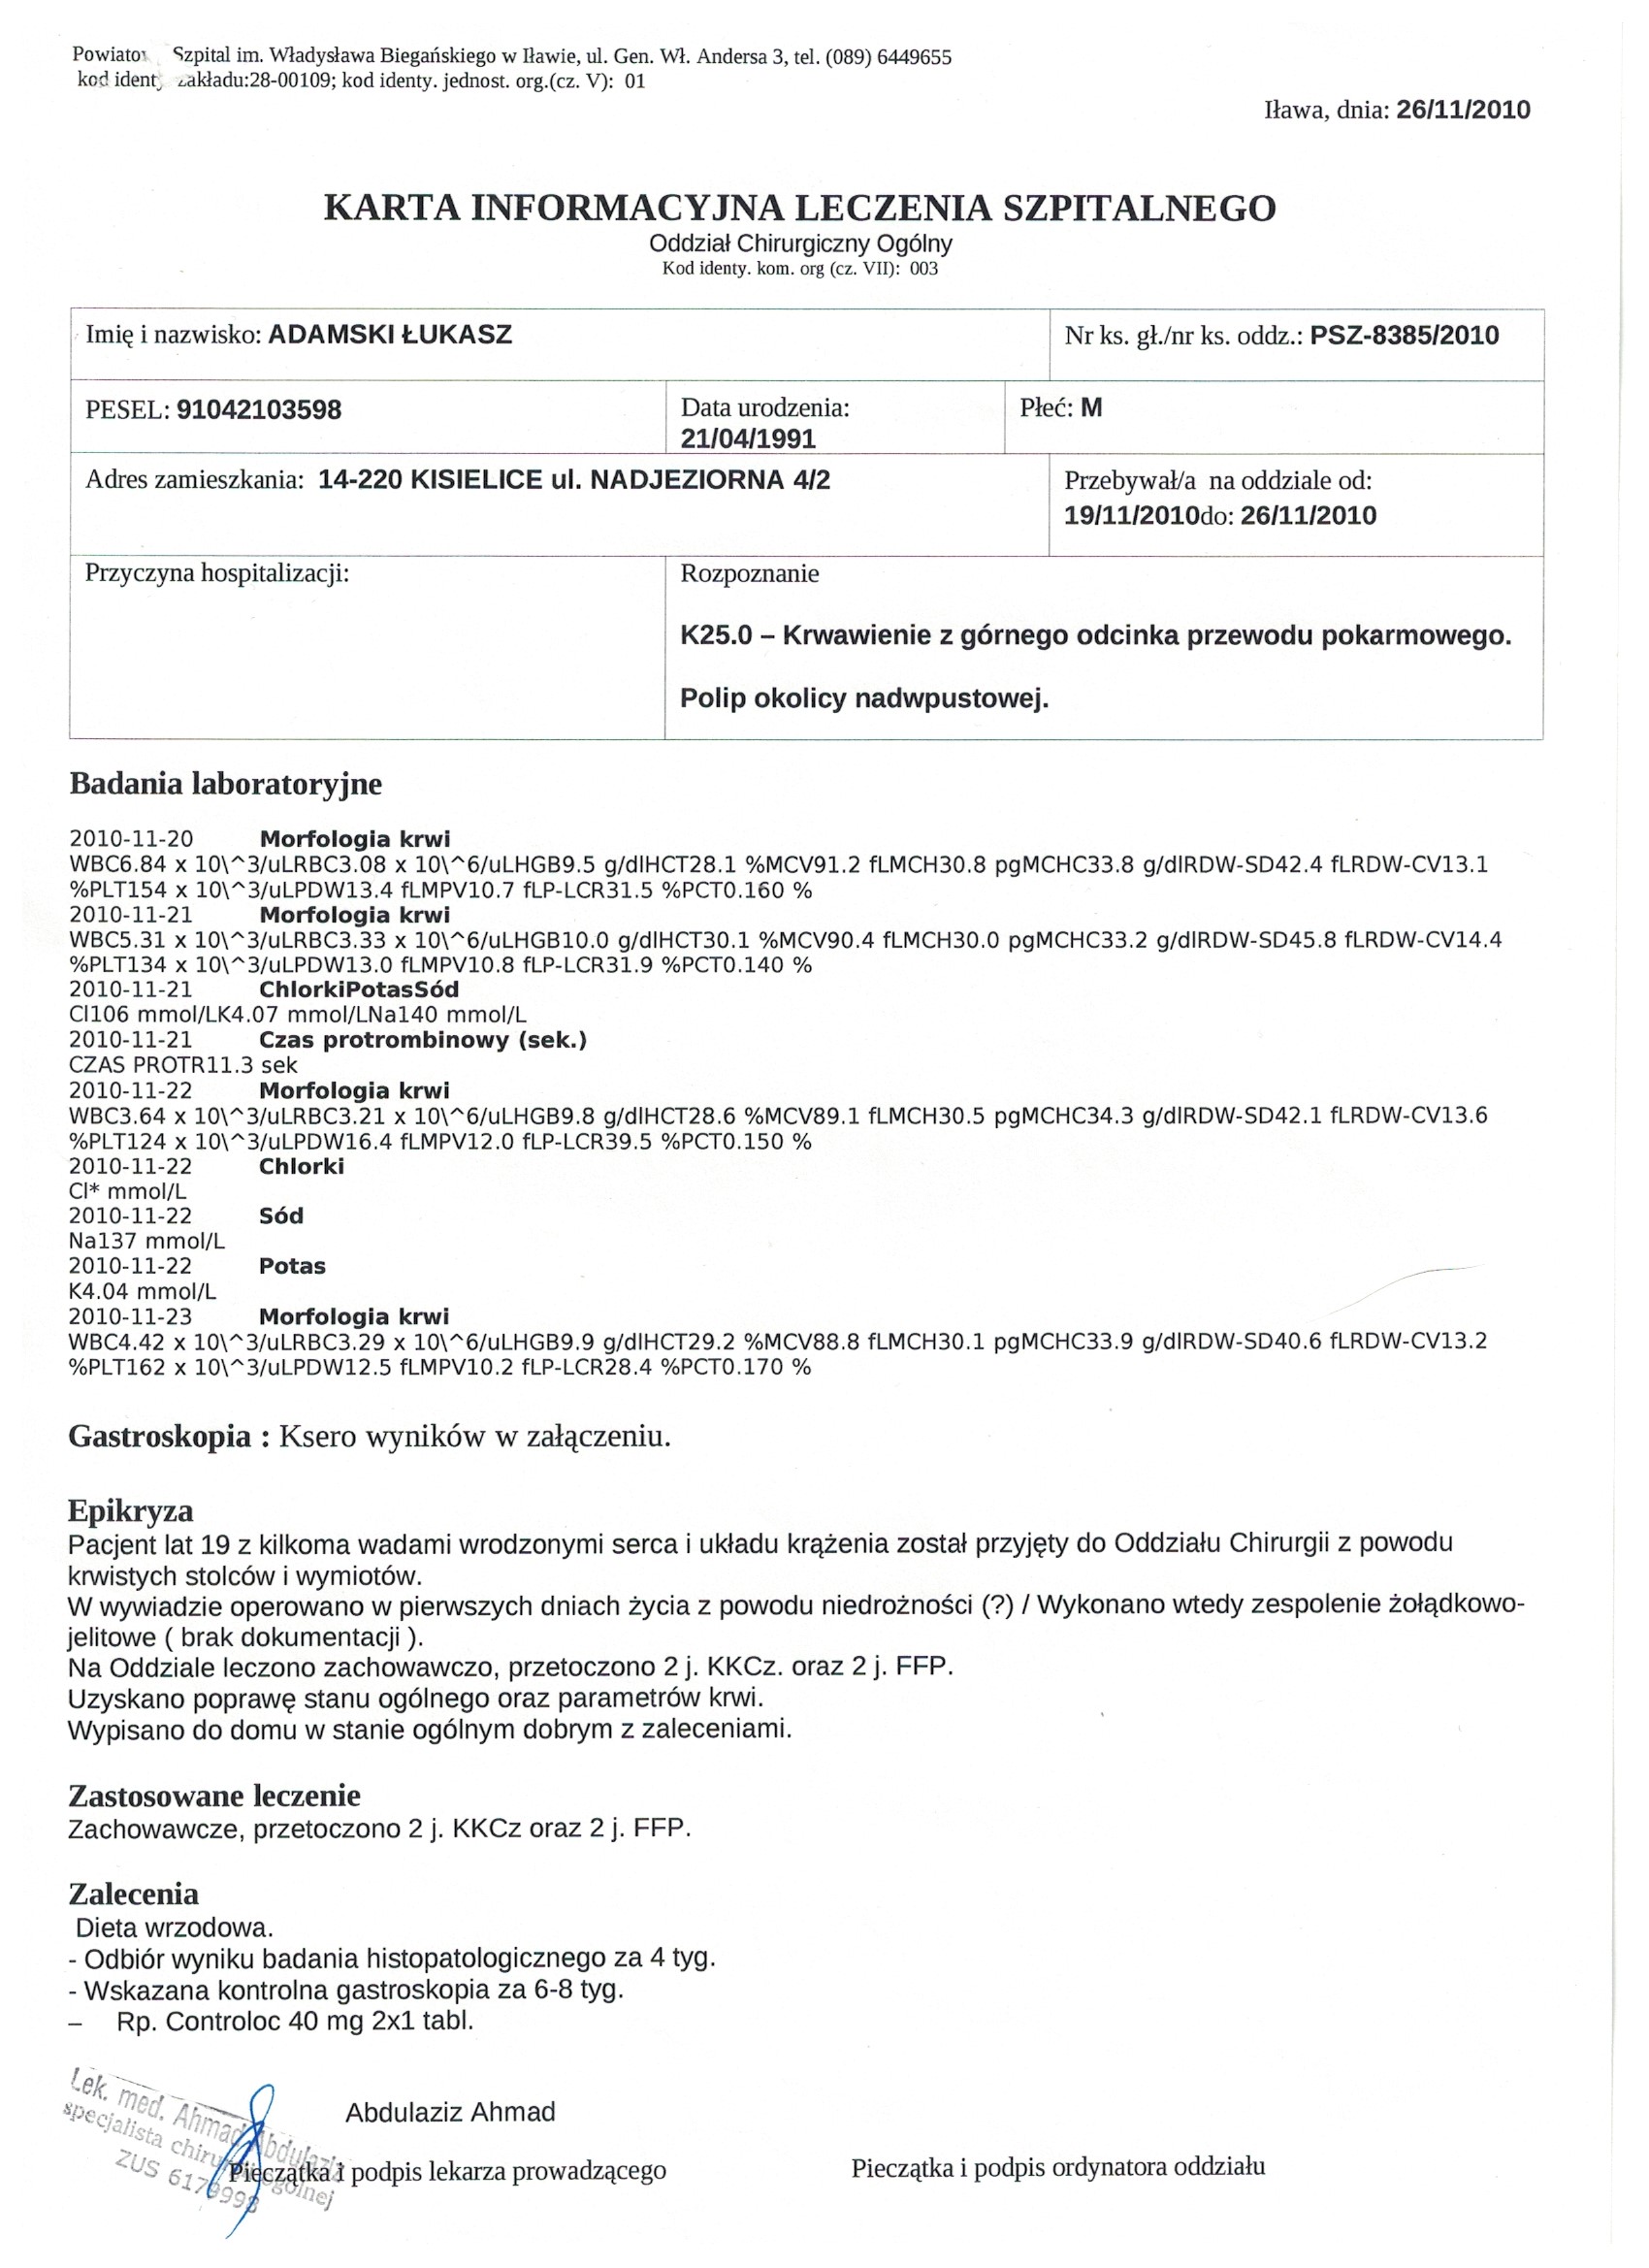 Szpital im. Władysława Biegańskiego w Iławie, ul. Gen. Wł. Andersa 3, tel. (089) 6449655
kod zakładu:28-00109; kod identy. jednost. org.(cz. V): 01
Iława, dnia: 26/11/2010
KARTA INFORMACYJNA LECZENIA SZPITALNEGO
Oddział Chirurgiczny Ogólny
Kod identy. kom. org (cz. VII): 003
Imię i nazwisko: ADAMSKI ŁUKASZ
Nr ks. gł./nr ks. oddz.: PSZ-8385/2010
PESEL: 91042103598
Data urodzenia:
21/04/1991
Płeć: M
Adres zamieszkania: 14-220 KISIELICE ul. NADJEZIORNA 4/2
Przebywał/a na oddziale od:
19/11/2010do: 26/11/2010
Przyczyna hospitalizacji:
Rozpoznanie
K25.0 – Krwawienie z górnego odcinka przewodu pokarmowego.
Polip okolicy nadwpustowej.
Badania laboratoryjne
2010-11-20 Morfologia krwi
WBC6.84 x 10\^3/uLRBC3.08 x 10\^6/uLHGB9.5 g/dlHCT28.1 %MCV91.2 fLMCH30.8 pgMCHC33.8 g/dlRDW-SD42.4 fLRDW-CV13.1
%PLT154 x 10\^3/uLPDW13.4 fLMPV10.7 fLP-LCR31.5 %PCT0.160 %
2010-11-21 Morfologia krwi
WBC5.31 x 10\^3/uLRBC3.33 x 10\^6/uLHGB10.0 g/dlHCT30.1 %MCV90.4 fLMCH30.0 pgMCHC33.2 g/dlRDW-SD45.8 fLRDW-CV14.4
%PLT134 x 10\^3/uLPDW13.0 fLMPV10.8 fLP-LCR31.9 %PCT0.140 %
2010-11-21 ChlorkiPotasSód
Cl106 mmol/LK4.07 mmol/LNa140 mmol/L
2010-11-21 Czas protrombinowy (sek.)
CZAS PROTR11.3 sek
2010-11-22 Morfologia krwi
WBC3.64 x 10\^3/uLRBC3.21 x 10\^6/uLHGB9.8 g/dlHCT28.6 %MCV89.1 fLMCH30.5 pgMCHC34.3 g/dlRDW-SD42.1 fLRDW-CV13.6
%PLT124 x 10\^3/uLPDW16.4 fLMPV12.0 fLP-LCR39.5 %PCT0.150 %
2010-11-22 Chlorki
Cl* mmol/L
2010-11-22 Sód
Na137 mmol/L
2010-11-22 Potas
K4.04 mmol/L
2010-11-23 Morfologia krwi
WBC4.42 x 10\^3/uLRBC3.29 x 10\^6/uLHGB9.9 g/dlHCT29.2 %MCV88.8 fLMCH30.1 pgMCHC33.9 g/dlRDW-SD40.6 fLRDW-CV13.2
%PLT162 x 10\^3/uLPDW12.5 fLMPV10.2 fLP-LCR28.4 %PCT0.170 %
Gastroskopia : Ksero wyników w załączeniu.
Epikryza
Pacjent lat 19 z kilkoma wadami wrodzonymi serca i układu krążenia został przyjęty do Oddziału Chirurgii z powodu
krwistych stolców i wymiotów.
W wywiadzie operowano w pierwszych dniach życia z powodu niedrożności (?) / Wykonano wtedy zespolenie żołądkowo-
jelitowe ( brak dokumentacji ).
Na Oddziale leczono zachowawczo, przetoczono 2 j. KKCz. oraz 2 j. FFP.
Uzyskano poprawę stanu ogólnego oraz parametrów krwi.
Wypisano do domu w stanie ogólnym dobrym z zaleceniami.
Zastosowane leczenie
Zachowawcze, przetoczono 2 j. KKCz oraz 2 j. FFP.
Zalecenia
Dieta wrzodowa.
- Odbiór wyniku badania histopatologicznego za 4 tyg.
- Wskazana kontrolna gastroskopia za 6-8 tyg.
– Rp. Controloc 40 mg 2x1 tabl.
Lek. med. Ahmad Abdulaziz
specjalista chirurgii ogólnej
ZUS
Abdulaziz Ahmad
Pieczątka i podpis lekarza prowadzącego
Pieczątka i podpis ordynatora oddziału